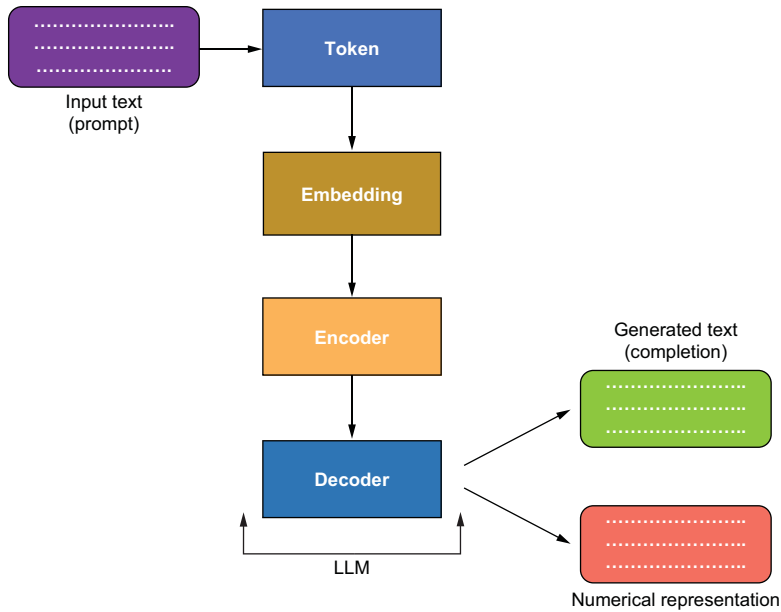 Token
Input text
(prompt)
Embedding
Encoder
Generated text
(completion)
Decoder
LLM
Numerical representation